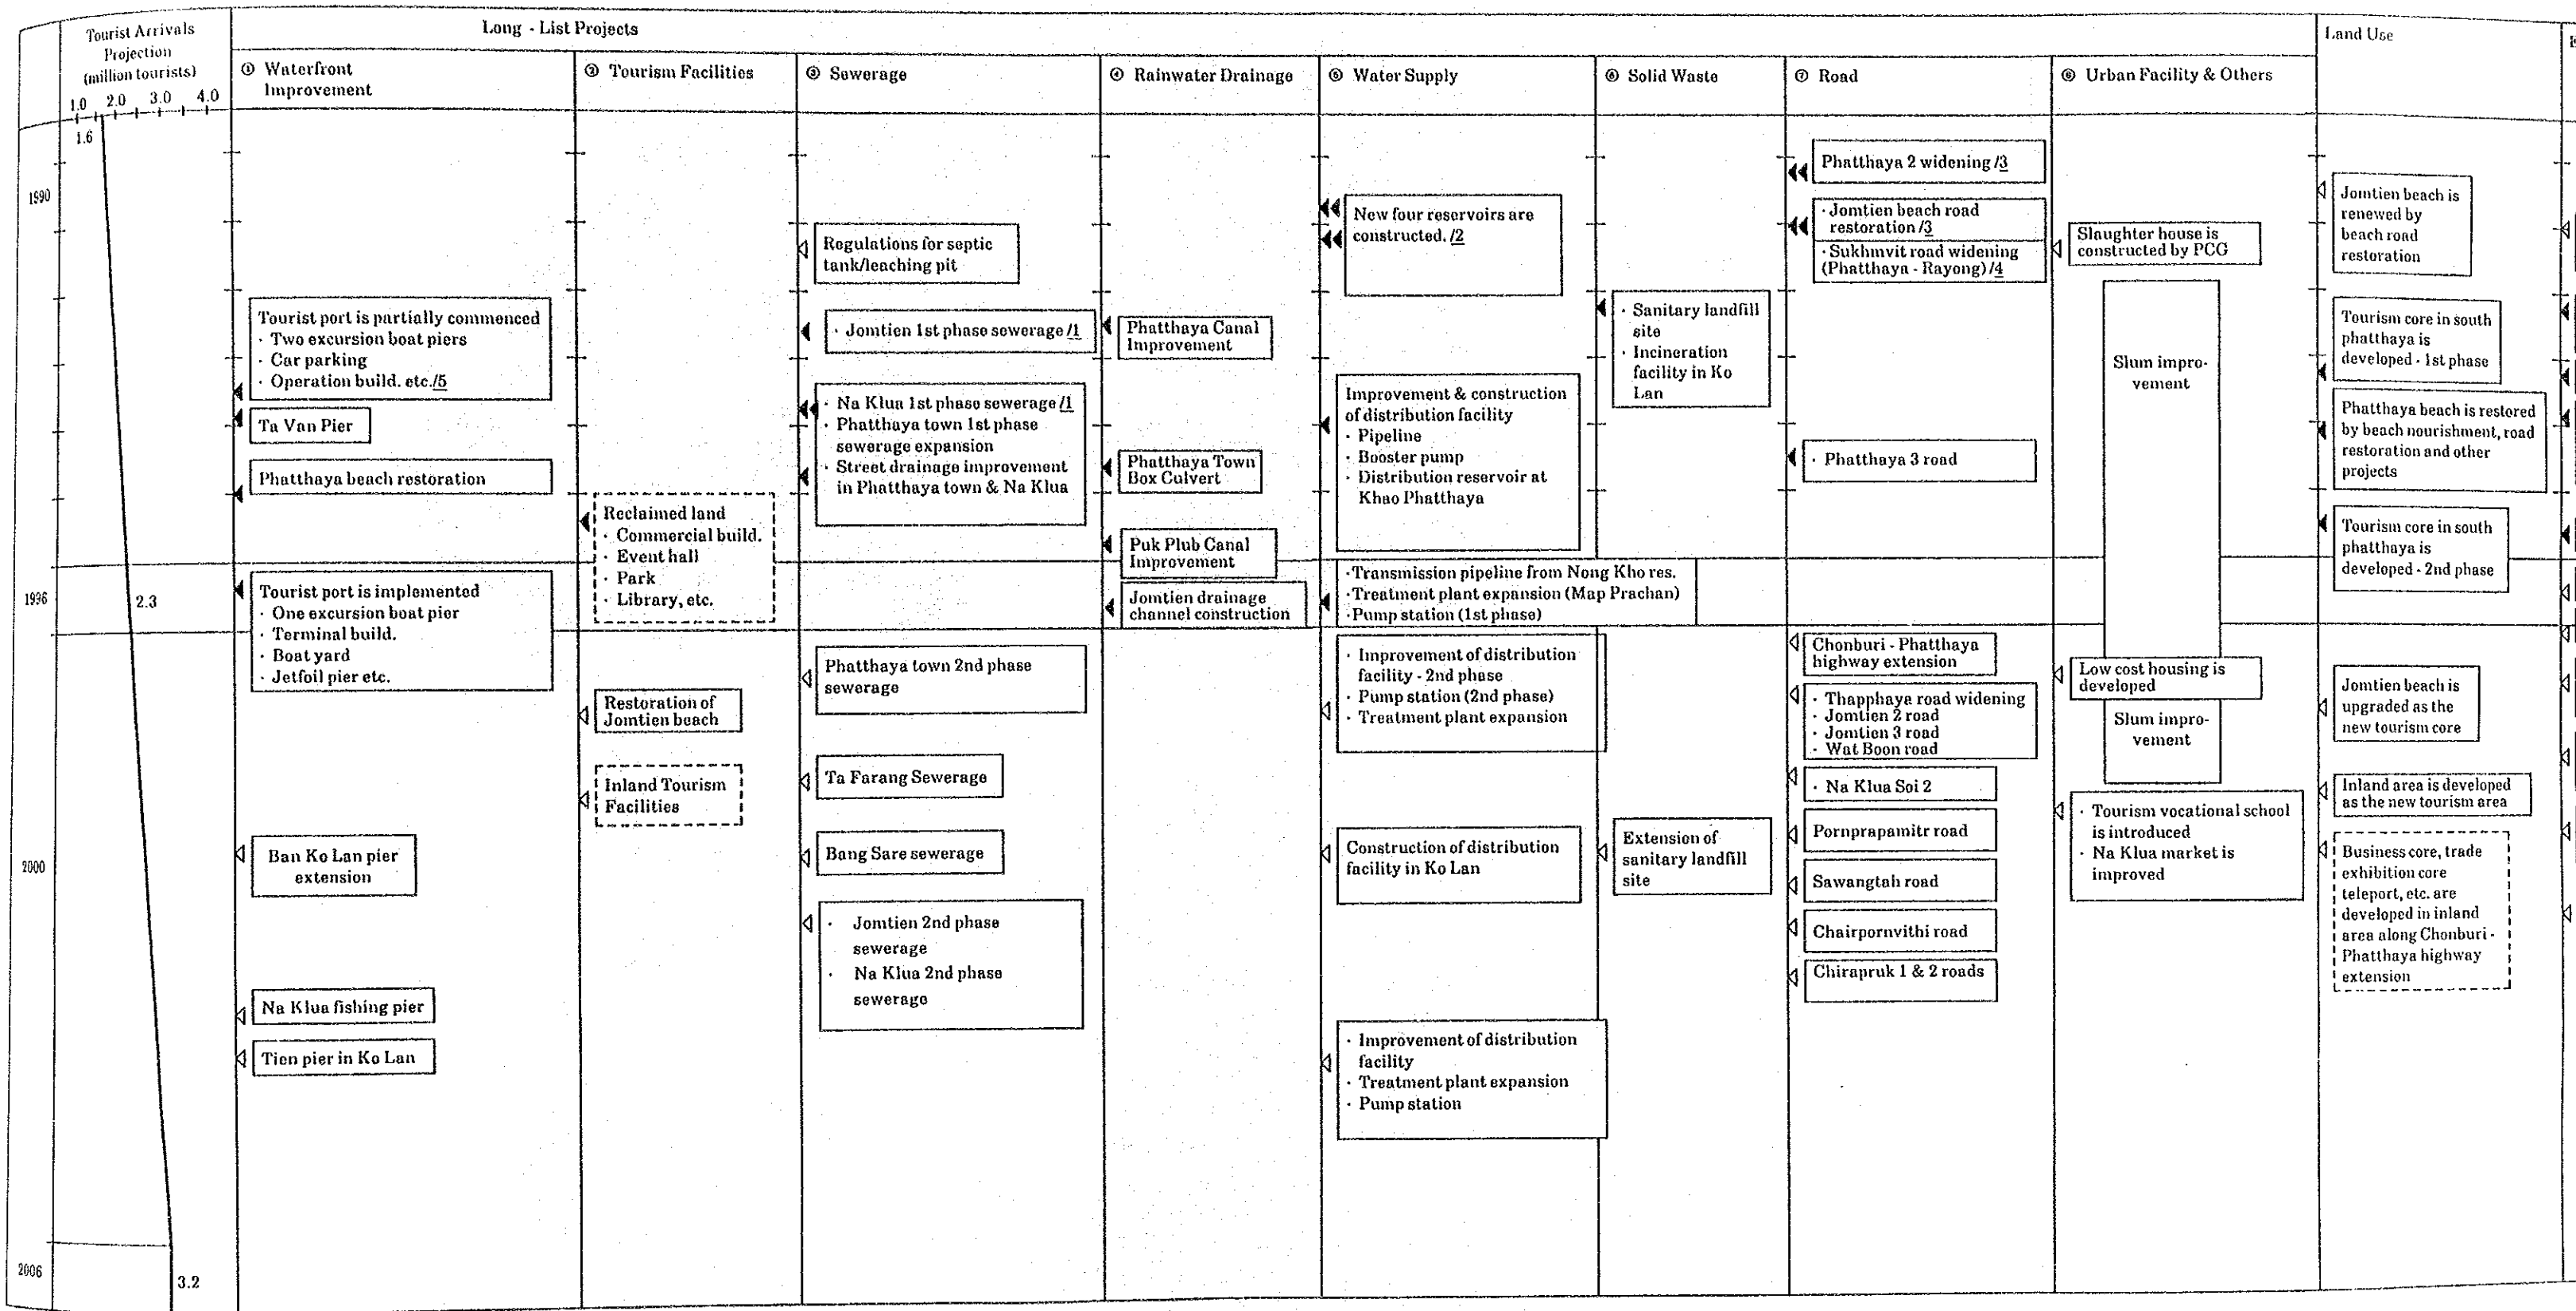 Tourist Arrivals
Projection
(million tourists)
1.0 2.0 3.0 4.0
Long - List Projects
Land Use
① Waterfront
Improvement
② Tourism Facilities
③ Sewerage
④ Rainwater Drainage
⑤ Water Supply
⑥ Solid Waste
⑦ Road
⑧ Urban Facility & Others
1.6
1990
1996
2.3
2000
2006
3.2
Tourist port is partially commenced
· Two excursion boat piers
· Car parking
· Operation build. etc./5
Ta Van Pier
Phatthaya beach restoration
Tourist port is implemented
· One excursion boat pier
· Terminal build.
· Boat yard
· Jetfoil pier etc.
Ban Ko Lan pier
extension
Na Klua fishing pier
Tien pier in Ko Lan
Reclaimed land
· Commercial build.
· Event hall
· Park
· Library, etc.
Restoration of
Jomtien beach
Inland Tourism
Facilities
Regulations for septic
tank/leaching pit
· Jomtien 1st phase sewerage /1
· Na Klua 1st phase sewerage /1
· Phatthaya town 1st phase
sewerage expansion
· Street drainage improvement
in Phatthaya town & Na Klua
Phatthaya town 2nd phase
sewerage
Ta Farang Sewerage
Bang Sare sewerage
· Jomtien 2nd phase
sewerage
· Na Klua 2nd phase
sewerage
Phatthaya Canal
Improvement
Phatthaya Town
Box Culvert
Puk Plub Canal
Improvement
Jomtien drainage
channel construction
New four reservoirs are
constructed. /2
Improvement & construction
of distribution facility
· Pipeline
· Booster pump
· Distribution reservoir at
Khao Phatthaya
·Transmission pipeline from Nong Kho res.
·Treatment plant expansion (Map Prachan)
·Pump station (1st phase)
· Improvement of distribution
facility - 2nd phase
· Pump station (2nd phase)
· Treatment plant expansion
Construction of distribution
facility in Ko Lan
· Improvement of distribution
facility
· Treatment plant expansion
· Pump station
· Sanitary landfill
site
· Incineration
facility in Ko
Lan
Extension of
sanitary landfill
site
Phatthaya 2 widening /3
· Jomtien beach road
restoration /3
· Sukhmvit road widening
(Phatthaya - Rayong) /4
· Phatthaya 3 road
Chonburi - Phatthaya
highway extension
· Thapphaya road widening
· Jomtien 2 road
· Jomtien 3 road
· Wat Boon road
· Na Klua Soi 2
Pornprapamitr road
Sawangtah road
Chairpornvithi road
Chirapruk 1 & 2 roads
Slaughter house is
constructed by PCG
Slum impro-
vement
Low cost housing is
developed
Slum impro-
vement
· Tourism vocational school
is introduced
· Na Klua market is
improved
Jomtien beach is
renewed by
beach road
restoration
Tourism core in south
phatthaya is
developed - 1st phase
Phatthaya beach is restored
by beach nourishment, road
restoration and other
projects
Tourism core in south
phatthaya is
developed - 2nd phase
Jomtien beach is
upgraded as the
new tourism core
Inland area is developed
as the new tourism area
Business core, trade
exhibition core
teleport, etc. are
developed in inland
area along Chonburi -
Phatthaya highway
extension